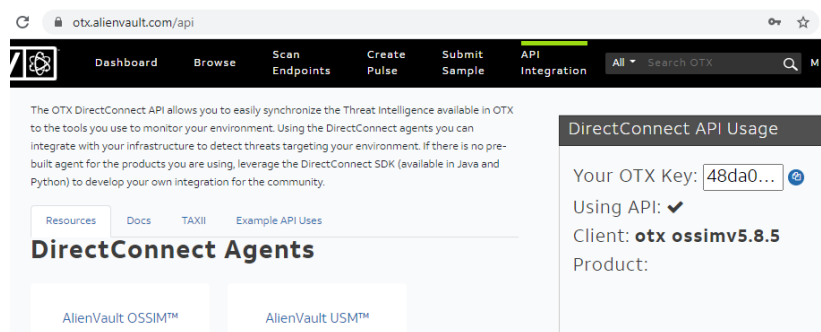 otx.alienvault.com/api
Dashboard
Browse
Scan
Endpoints
Create
Pulse
Submit
Sample
API
Integration
All
Search OTX
M
The OTX DirectConnect API allows you to easily synchronize the Threat Intelligence available in OTX
to the tools you use to monitor your environment. Using the DirectConnect agents you can
integrate with your infrastructure to detect threats targeting your environment. If there is no pre-
built agent for the products you are using, leverage the DirectConnect SDK (available in Java and
Python) to develop your own integration for the community.
Resources
Docs
TAXII
Example API Uses
DirectConnect Agents
AlienVault OSSIM™
AlienVault USM™
DirectConnect API Usage
Your OTX Key: 48da0...
Using API: ✔
Client: otx ossimv5.8.5
Product: